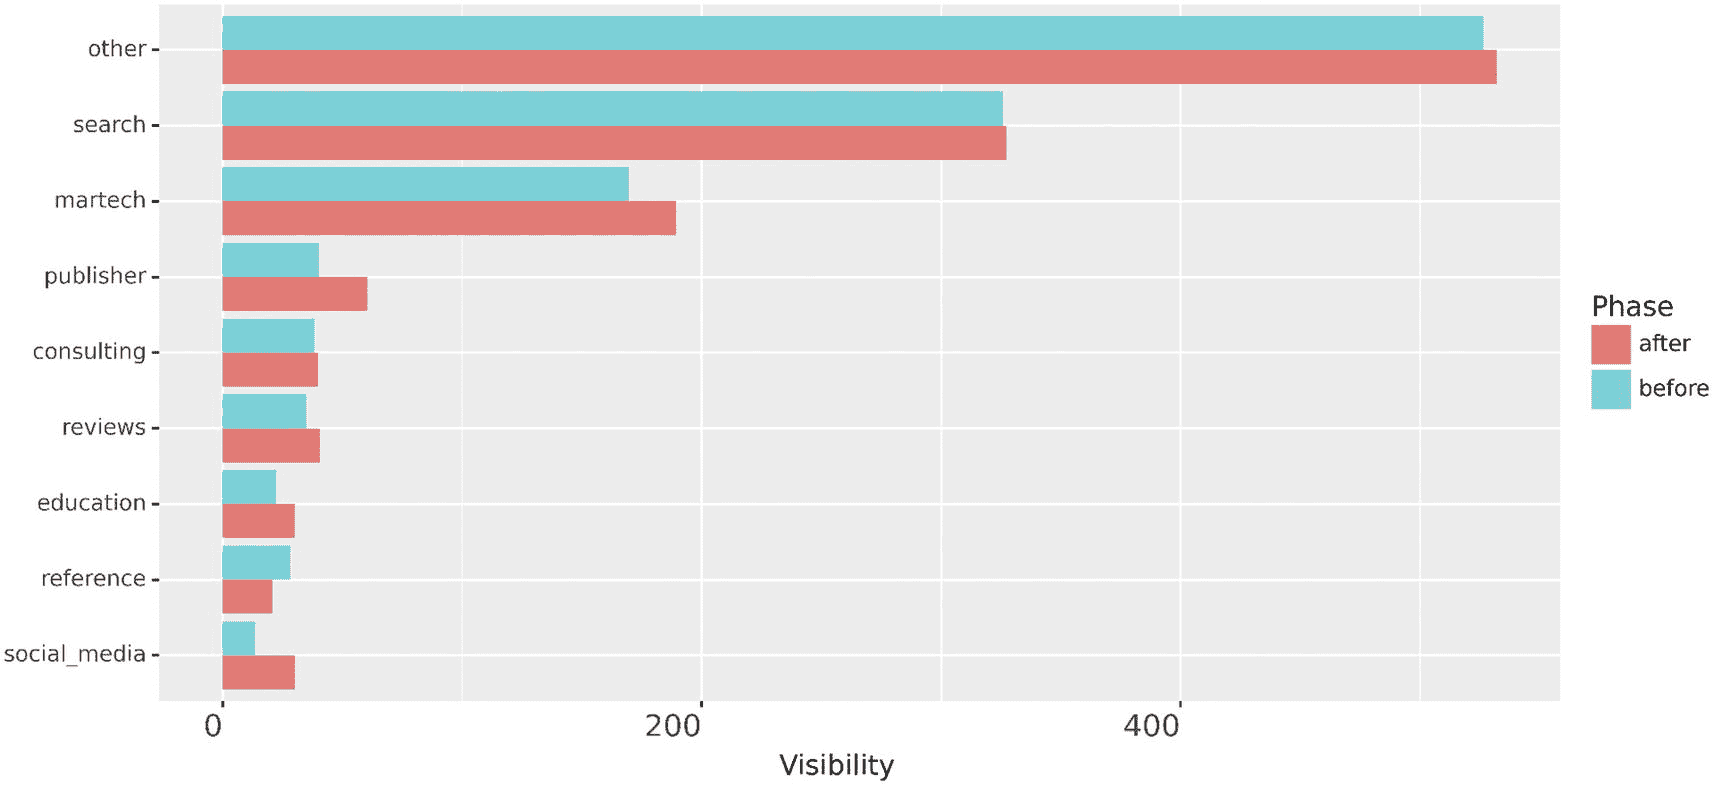 other
search
martech
publisher
consulting
reviews
education
reference
social_media
0
200
400
Visibility
Phase
after
before